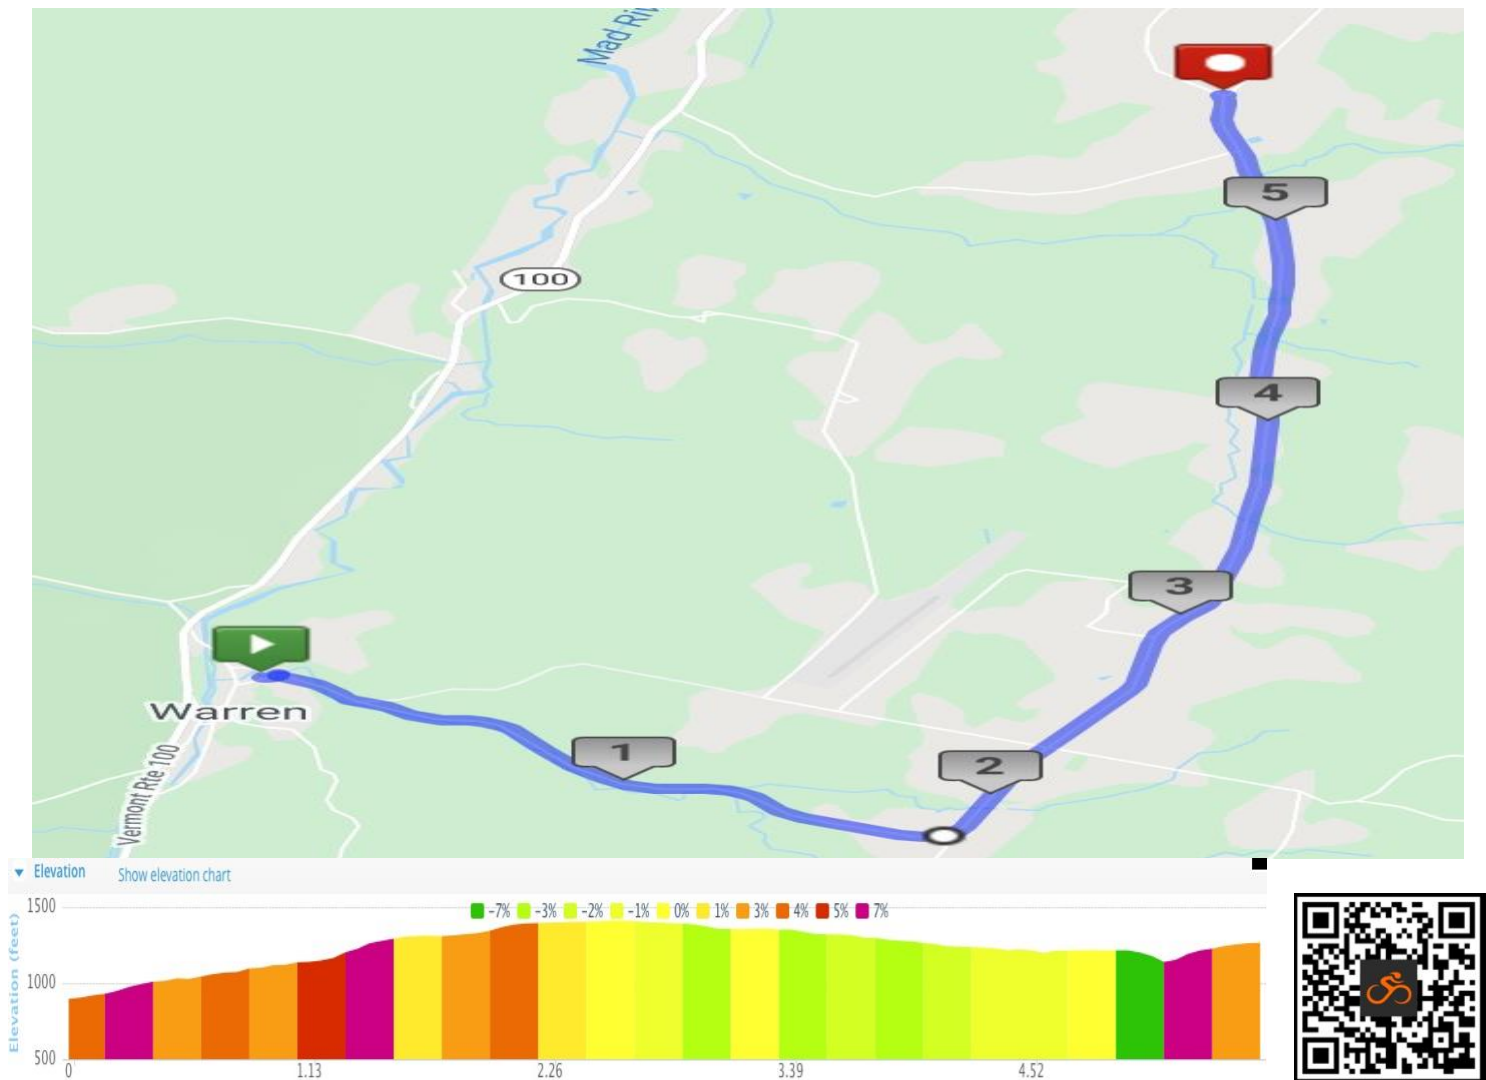 Mad Riv
5
100
4
3
Warren
1
2
Vermont Rte 100
Elevation Show elevation chart
1500
-7% -3% -2% -1% 0% 1% 3% 4% 5% 7%
1000
500
Elevation (feet)
0 1.13 2.26 3.39 4.52